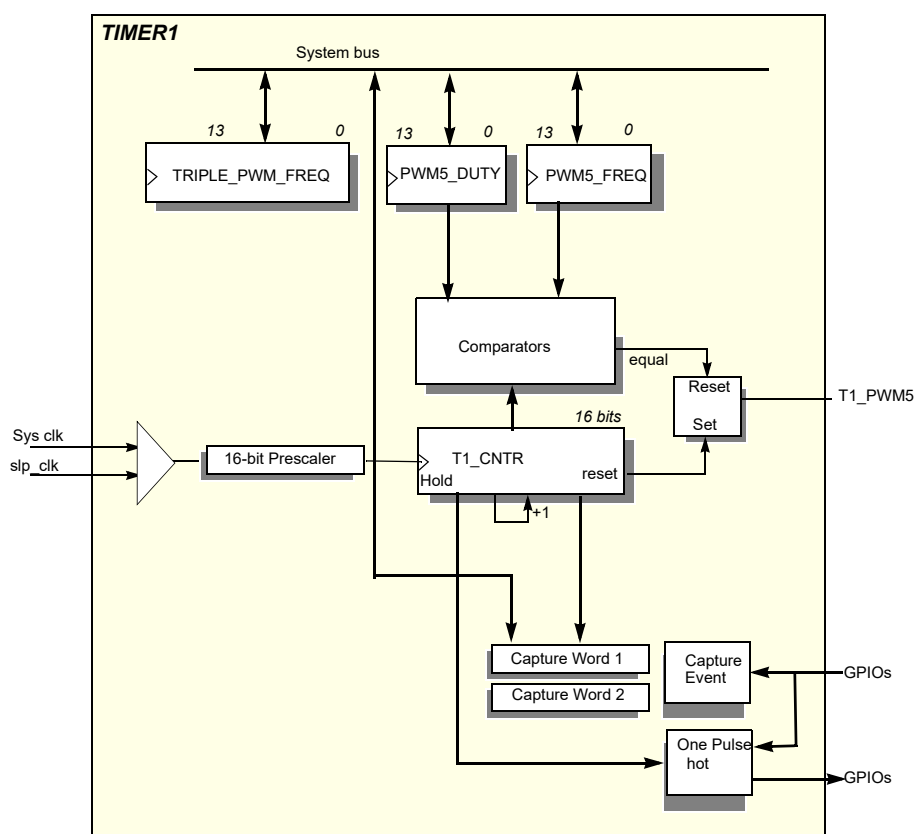 TIMER1
System bus
13 0 13 0 13 0
TRIPLE_PWM_FREQ PWM5_DUTY PWM5_FREQ
Comparators
equal
Reset
Set
T1_PWM5
16 bits
Sys clk
slp_clk
16-bit Prescaler
T1_CNTR
Hold
reset
+1
Capture Word 1
Capture Word 2
Capture
Event
GPIOs
One Pulse
hot
GPIOs